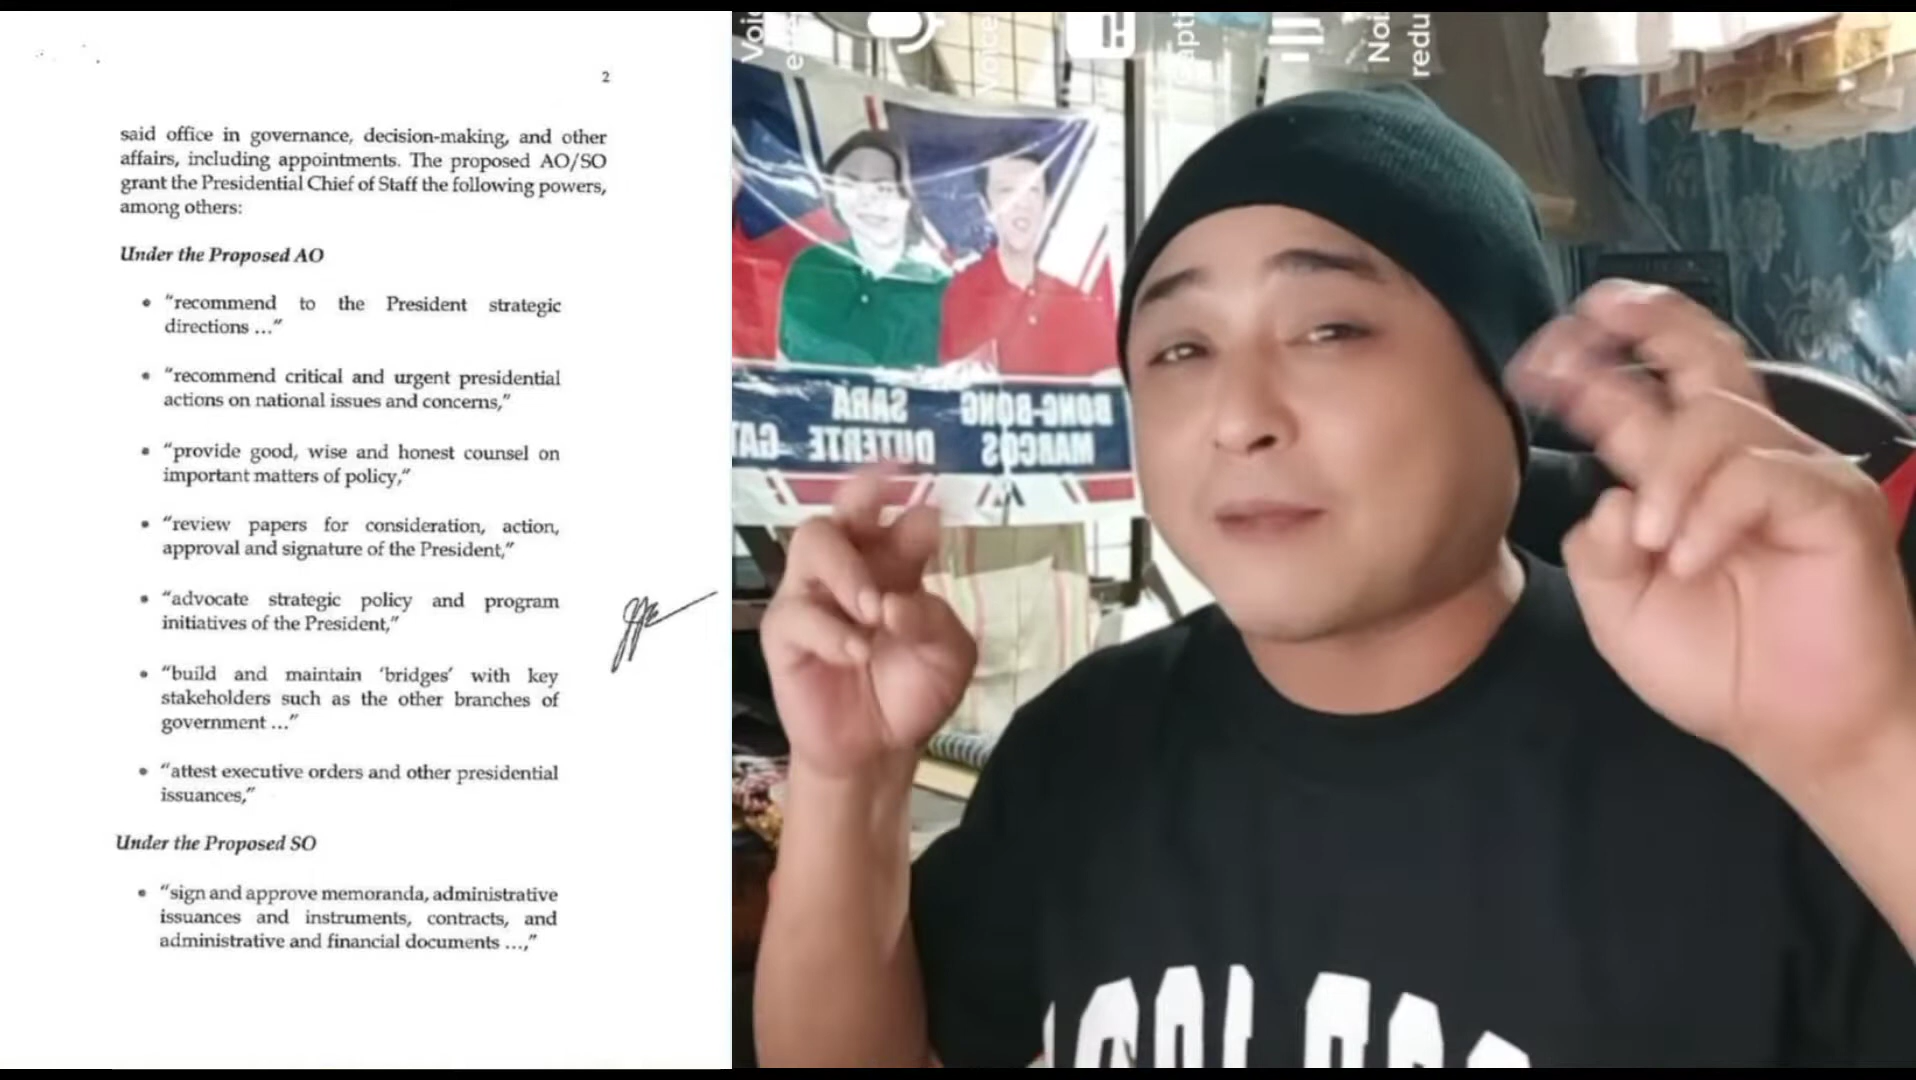 2
said office in governance, decision-making, and other
affairs, including appointments. The proposed AO/SO
grant the Presidential Chief of Staff the following powers,
among others:
Under the Proposed AO
• "recommend to the President strategic
directions ..."
• "recommend critical and urgent presidential
actions on national issues and concerns,"
• "provide good, wise and honest counsel on
important matters of policy,"
• "review papers for consideration, action,
approval and signature of the President,"
• "advocate strategic policy and program
initiatives of the President,"
• "build and maintain 'bridges' with key
stakeholders such as the other branches of
government ..."
• "attest executive orders and other presidential
issuances,"
Under the Proposed SO
• "sign and approve memoranda, administrative
issuances and instruments, contracts, and
administrative and financial documents ...,"
BONG-BONG
MARCOS
SARA
DUTERTE